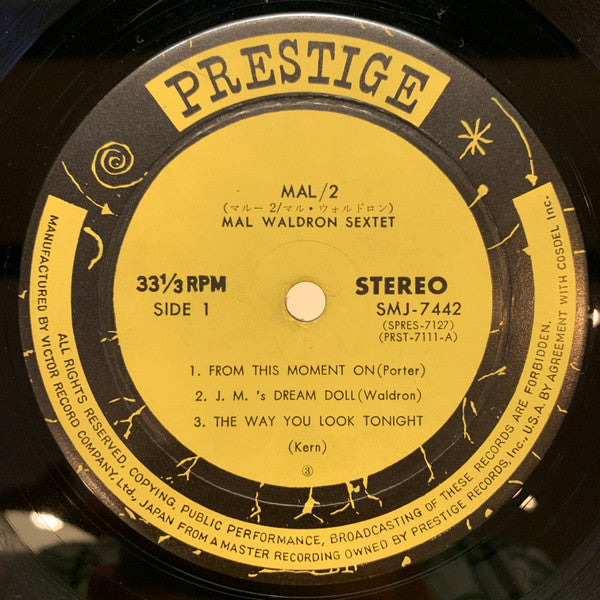 PRESTIGE
MAL/2
(マルー2/マル・ウォルドロン)
MAL WALDRON SEXTET
33⅓ RPM
STEREO
SIDE 1
SMJ-7442
(SPRES-7127)
(PRST-7111-A)
1. FROM THIS MOMENT ON(Porter)
2. J. M. 's DREAM DOLL(Waldron)
3. THE WAY YOU LOOK TONIGHT
(Kern)
③
ALL RIGHTS RESERVED. COPYING, PUBLIC PERFORMANCE, BROADCASTING OF THESE RECORDS ARE FORBIDDEN.
MANUFACTURED BY VICTOR RECORD COMPANY, Ltd., JAPAN FROM A MASTER RECORDING OWNED BY PRESTIGE RECORDS, Inc., U.S.A. BY AGREEMENT WITH COSDEL Inc.